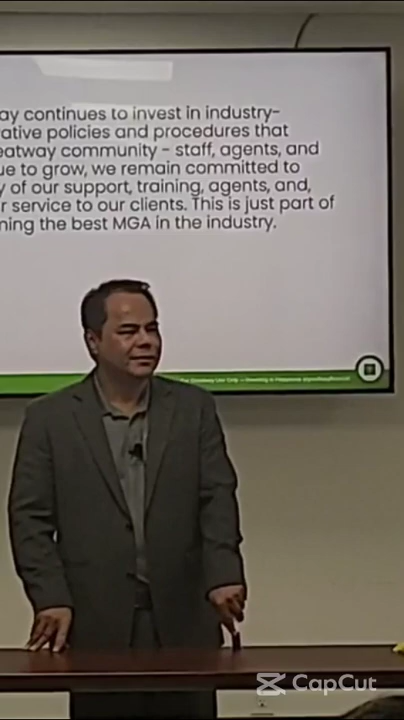 ay continues to invest in industry-
ative policies and procedures that
eatway community - staff, agents, and
ue to grow, we remain committed to
y of our support, training, agents, and,
r service to our clients. This is just part of
ning the best MGA in the industry.
CapCut